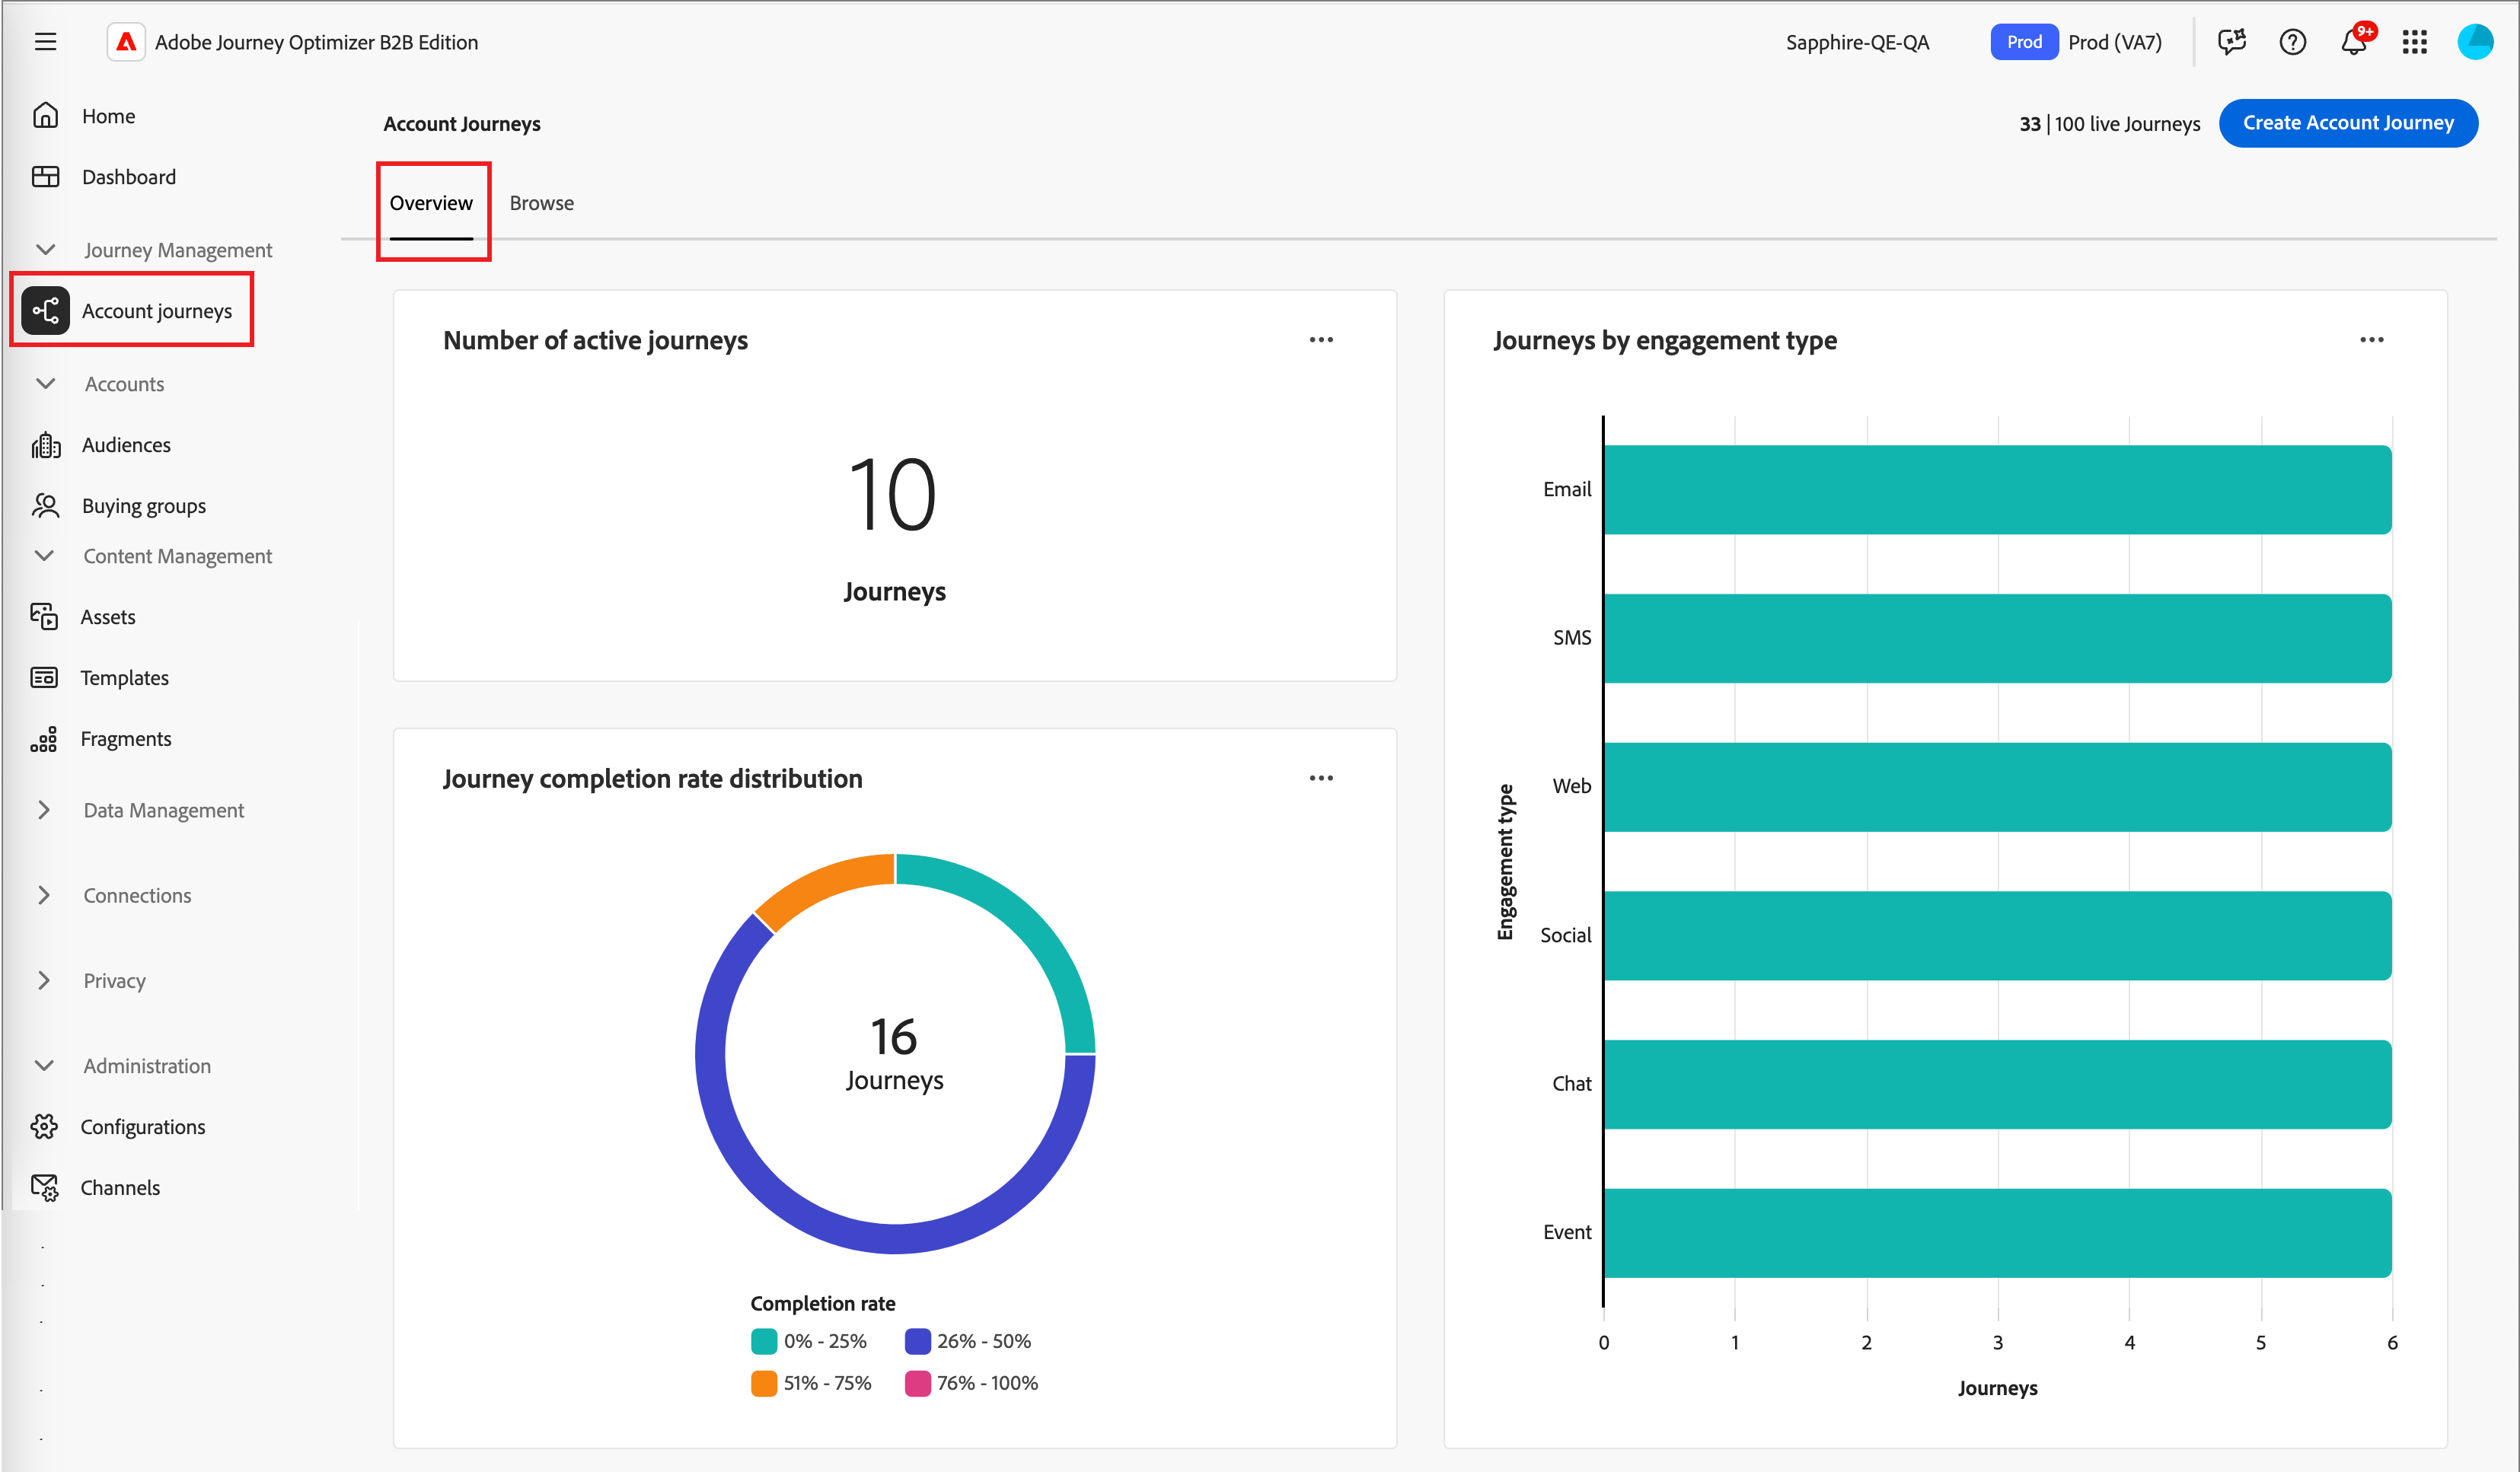 Adobe Journey Optimizer B2B Edition
Sapphire-QE-QA
Prod
Prod (VA7)
9+
Home
Dashboard
Journey Management
Account journeys
Accounts
Audiences
Buying groups
Content Management
Assets
Templates
Fragments
Data Management
Connections
Privacy
Administration
Configurations
Channels
Account Journeys
33 | 100 live Journeys
Create Account Journey
Overview
Browse
Number of active journeys
10
Journeys
Journey completion rate distribution
16
Journeys
Completion rate
0% - 25%
26% - 50%
51% - 75%
76% - 100%
Journeys by engagement type
Engagement type
Email
SMS
Web
Social
Chat
Event
0 1 2 3 4 5 6
Journeys